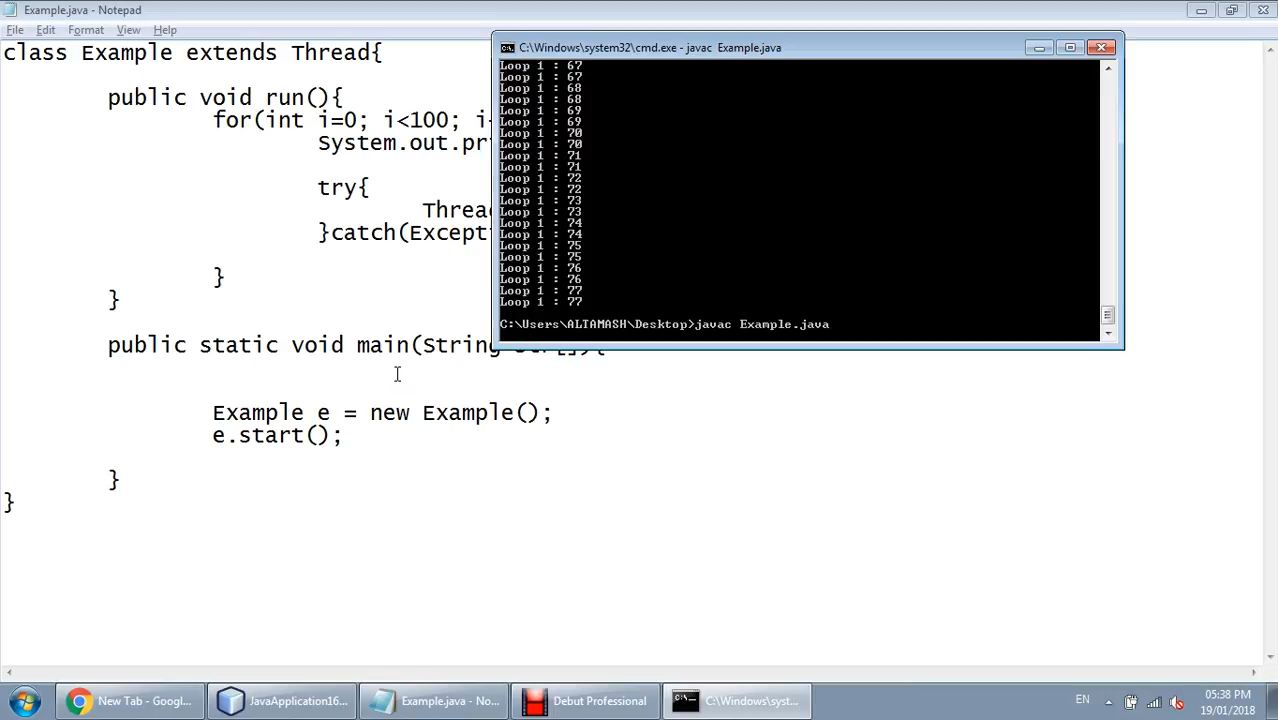 Example.java - Notepad
File Edit Format View Help
class Example extends Thread{
public void run(){
for(int i=0; i<100; i
System.out.pr
try{
Threa
}catch(Except
}
}
public static void main(String
Example e = new Example();
e.start();
}
}
C:\Windows\system32\cmd.exe - javac Example.java
Loop 1 : 67
Loop 1 : 67
Loop 1 : 68
Loop 1 : 68
Loop 1 : 69
Loop 1 : 69
Loop 1 : 70
Loop 1 : 70
Loop 1 : 71
Loop 1 : 71
Loop 1 : 72
Loop 1 : 72
Loop 1 : 73
Loop 1 : 73
Loop 1 : 74
Loop 1 : 74
Loop 1 : 75
Loop 1 : 75
Loop 1 : 76
Loop 1 : 76
Loop 1 : 77
Loop 1 : 77
C:\Users\ALTAMASH\Desktop>javac Example.java
New Tab - Googl... JavaApplication16... Example.java - No... Debut Professional C:\Windows\syst... EN
05:38 PM
19/01/2018